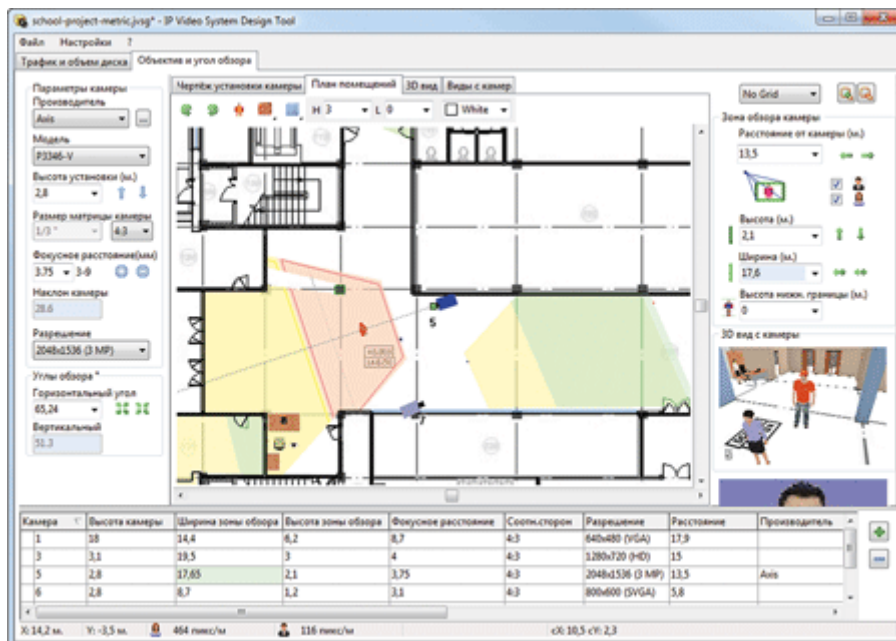 school-project-metric.jvsg* - IP Video System Design Tool
Файл Настройки ?
Трафик и объем диска Объектив и угол обзора
Параметры камеры
Производитель
Axis ...
Модель
P3346-V
Высота установки (м.)
2,8
Размер матрицы камеры
1/3 " 4:3
Фокусное расстояние(мм)
3,75 3-9
Наклон камеры
28.6
Разрешение
2048x1536 (3 MP)
Углы обзора *
Горизонтальный угол
65,24
Вертикальный
51.3
Чертёж установки камеры План помещений 3D вид Виды с камер
H 3 L 0 White
5
7
No Grid
Зона обзора камеры
Расстояние от камеры (м.)
13,5
Высота (м.)
2,1
Ширина (м.)
17,6
Высота нижн. границы (м.)
0
3D вид с камеры
Камера Высота камеры Ширина зоны обзора Высота зоны обзора Фокусное расстояние Соотн.сторон Разрешение Расстояние Производитель
1 18 14,4 6,2 8,7 4:3 640x480 (VGA) 17,9
3 3,1 19,5 3 4 4:3 1280x720 (HD) 15
5 2,8 17,65 2,1 3,75 4:3 2048x1536 (3 MP) 13,5 Axis
6 2,8 8,7 1,2 3,1 4:3 800x600 (SVGA) 5,8
X: 14,2 м. Y: -3,5 м. 464 пикс/м 116 пикс/м cX: 10,5 cY: 2,3